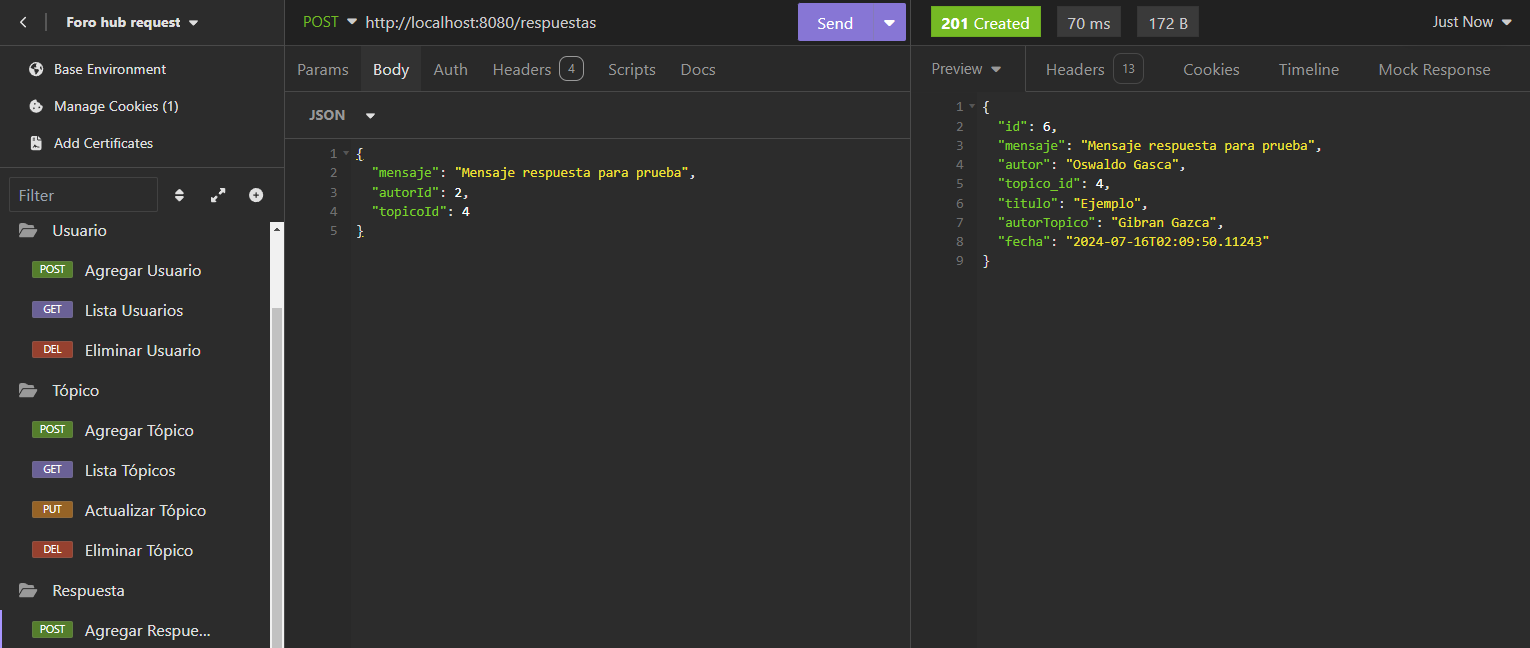 Foro hub request
Base Environment
Manage Cookies (1)
Add Certificates
Filter
Usuario
POST Agregar Usuario
GET Lista Usuarios
DEL Eliminar Usuario
Tópico
POST Agregar Tópico
GET Lista Tópicos
PUT Actualizar Tópico
DEL Eliminar Tópico
Respuesta
POST Agregar Respue...
POST http://localhost:8080/respuestas Send
Params Body Auth Headers 4 Scripts Docs
JSON
1 {
2 "mensaje": "Mensaje respuesta para prueba",
3 "autorId": 2,
4 "topicoId": 4
5 }
201 Created 70 ms 172 B Just Now
Preview Headers 13 Cookies Timeline Mock Response
1 {
2 "id": 6,
3 "mensaje": "Mensaje respuesta para prueba",
4 "autor": "Oswaldo Gasca",
5 "topico_id": 4,
6 "titulo": "Ejemplo",
7 "autorTopico": "Gibran Gazca",
8 "fecha": "2024-07-16T02:09:50.11243"
9 }